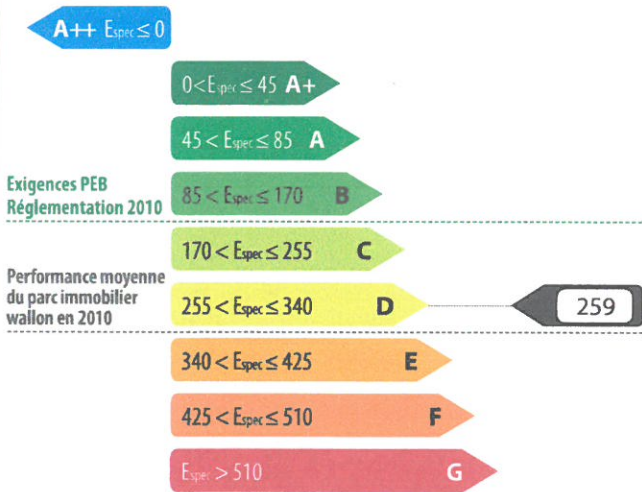 A++ Espec ≤ 0
0 < Espec ≤ 45 A+
45 < Espec ≤ 85 A
Exigences PEB
Réglementation 2010
85 < Espec ≤ 170 B
170 < Espec ≤ 255 C
Performance moyenne
du parc immobilier
wallon en 2010
255 < Espec ≤ 340 D
259
340 < Espec ≤ 425 E
425 < Espec ≤ 510 F
Espec > 510 G